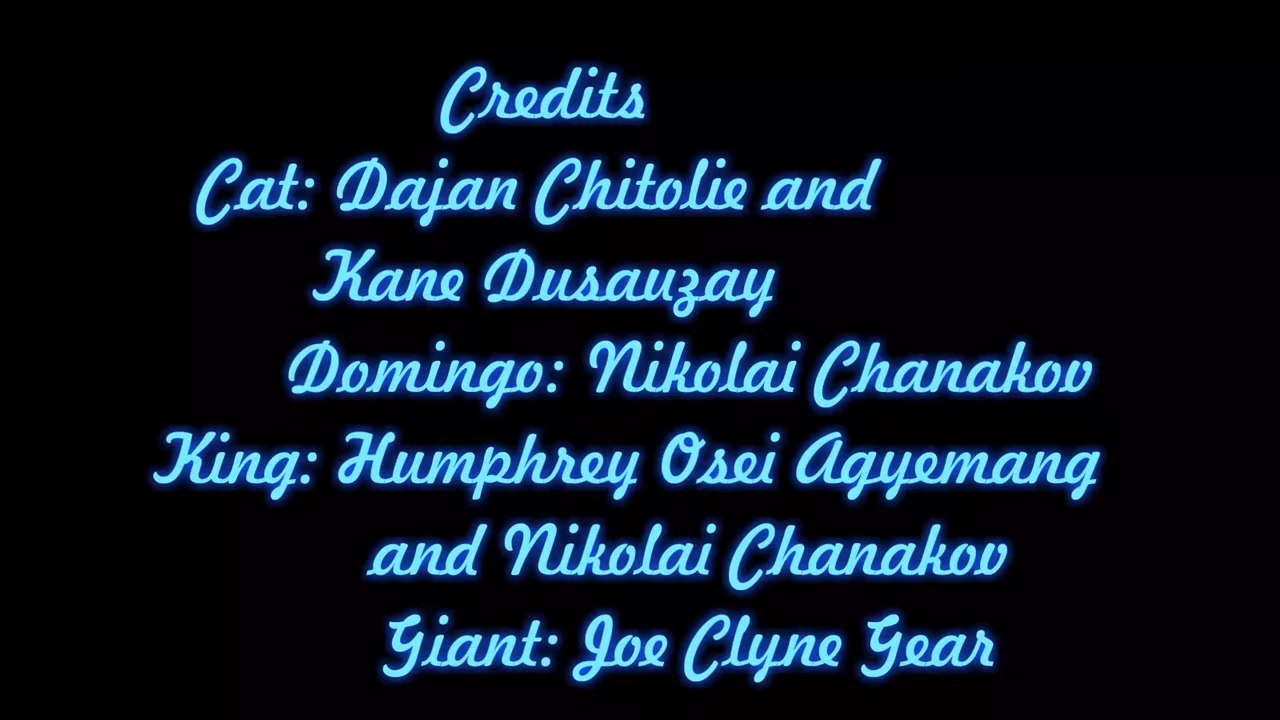 Credits
Cat: Dajan Chitolie and
Kane Dusauzay
Domingo: Nikolai Chanakov
King: Humphrey Osei Agyemang
and Nikolai Chanakov
Giant: Joe Clyne Gear